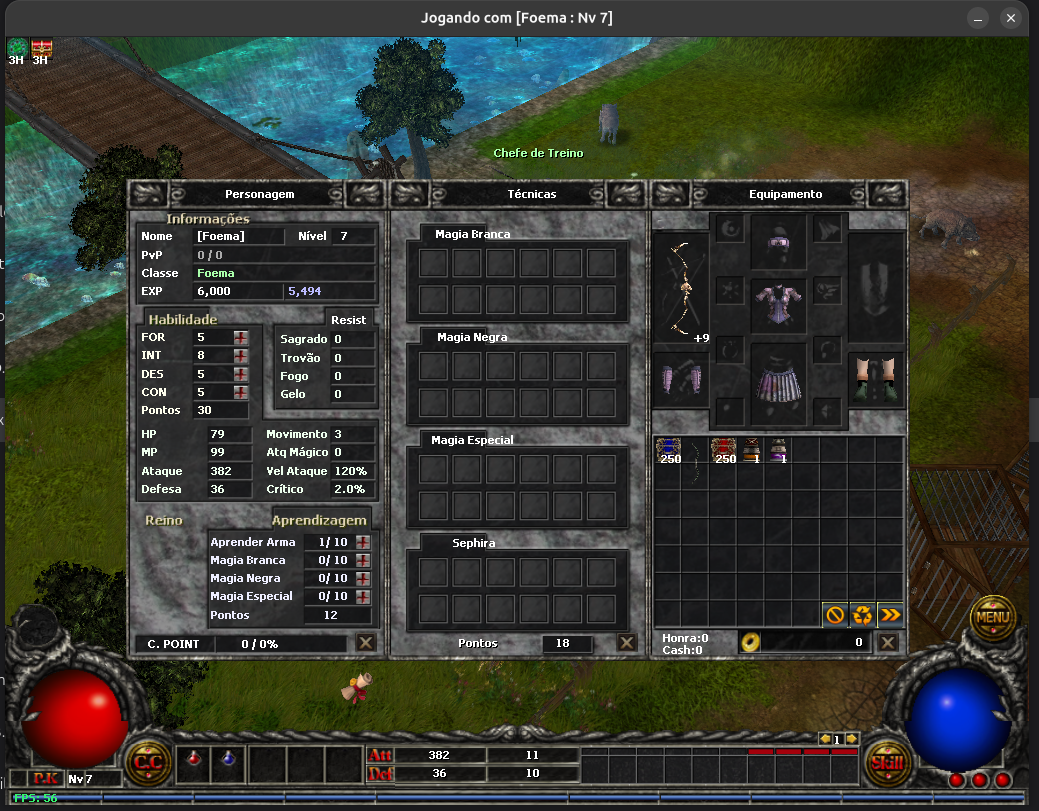 Jogando com [Foema : Nv 7]
3H 3H
Chefe de Treino
Personagem
Informações
Nome [Foema] Nível 7
PvP 0 / 0
Classe Foema
EXP 6,000 5,494
Habilidade
Resist
FOR 5
INT 8
DES 5
CON 5
Pontos 30
Sagrado 0
Trovão 0
Fogo 0
Gelo 0
HP 79
MP 99
Ataque 382
Defesa 36
Movimento 3
Atq Mágico 0
Vel Ataque 120%
Crítico 2.0%
Reino
Aprendizagem
Aprender Arma 1/ 10
Magia Branca 0/ 10
Magia Negra 0/ 10
Magia Especial 0/ 10
Pontos 12
C. POINT 0 / 0%
Técnicas
Magia Branca
Magia Negra
Magia Especial
Sephira
Pontos 18
Equipamento
+9
250 250 1 1
Honra:0
Cash:0
0
MENU
P.K Nv 7
C.C
Att 382 11
Def 36 10
1
Skill
FPS: 56